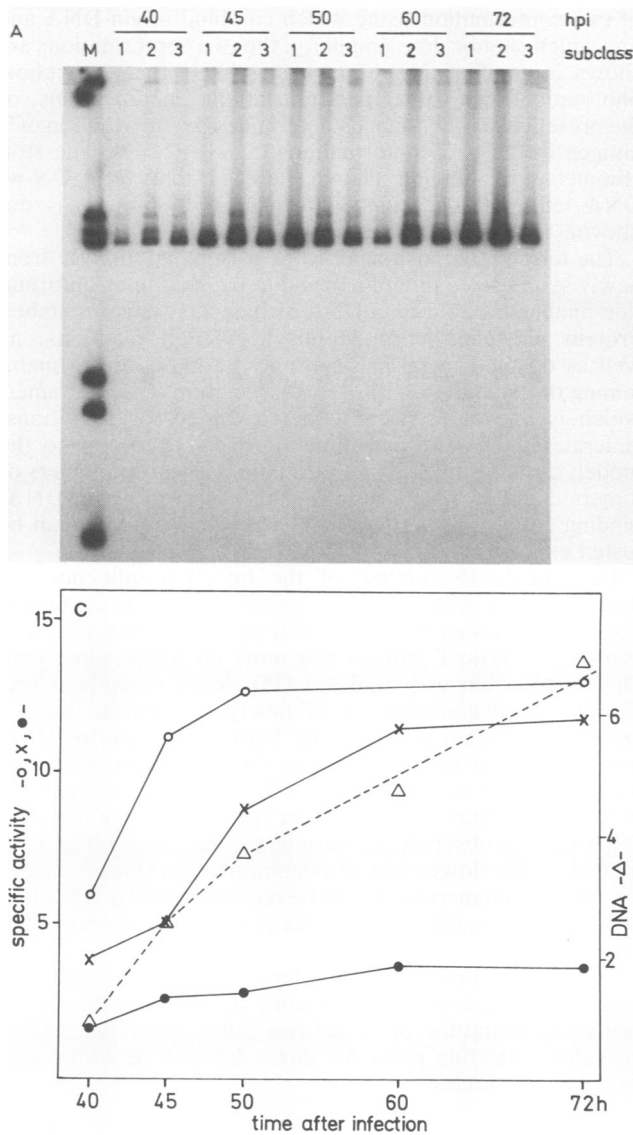 40 45 50 60 72 hpi
A M 1 2 3 1 2 3 1 2 3 1 2 3 1 2 3 subclass
C
15
10
5
specific activity -o, x, ●-
6
4
2
DNA -△-
40 45 50 60 72h
time after infection